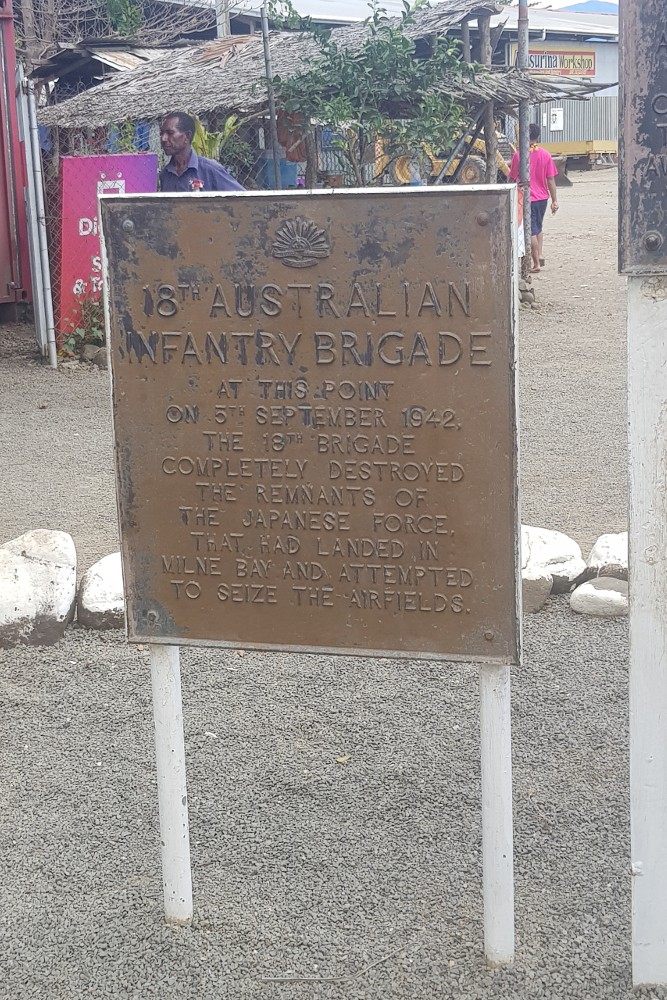 18TH AUSTRALIAN
INFANTRY BRIGADE
AT THIS POINT
ON 5TH SEPTEMBER 1942,
THE 18TH BRIGADE
COMPLETELY DESTROYED
THE REMNANTS OF
THE JAPANESE FORCE,
THAT HAD LANDED IN
MILNE BAY AND ATTEMPTED
TO SEIZE THE AIRFIELDS.
Workshop